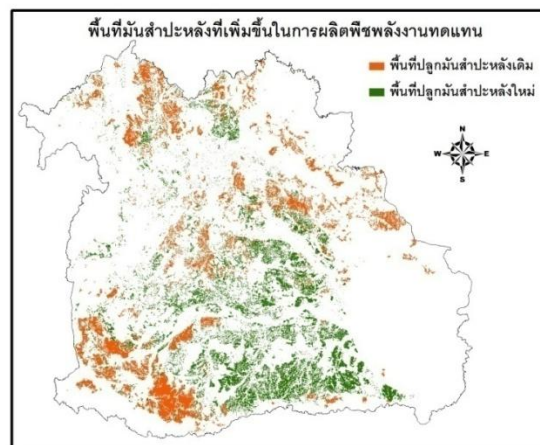 พื้นที่มันสำปะหลังที่เพิ่มขึ้นในการผลิตพืชพลังงานทดแทน
พื้นที่ปลูกมันสำปะหลังเดิม
พื้นที่ปลูกมันสำปะหลังใหม่
N
W E
S